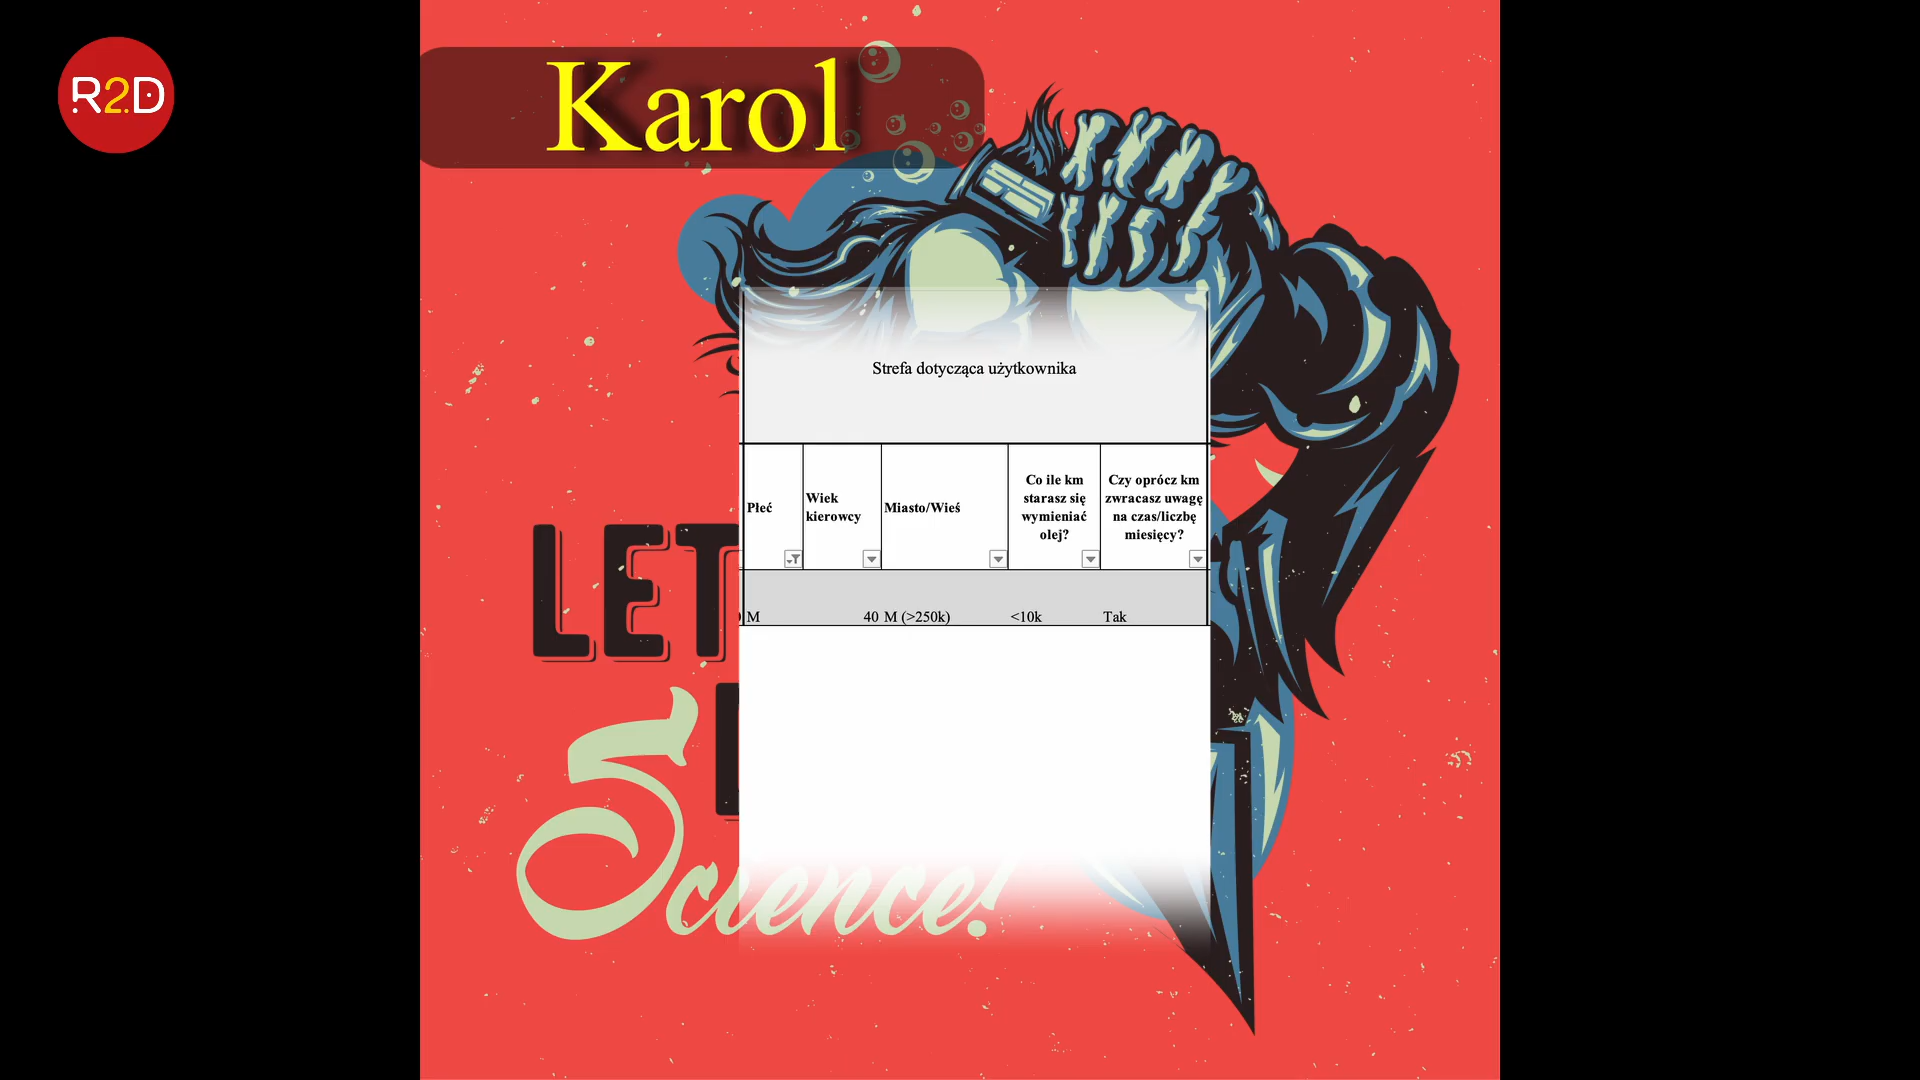 R2D
Karol
Strefa dotycząca użytkownika
Płeć
Wiek
kierowcy
Miasto/Wieś
Co ile km
starasz się
wymieniać
olej?
Czy oprócz km
zwracasz uwagę
na czas/liczbę
miesięcy?
M 40 M (>250k) <10k Tak
LET
Science!